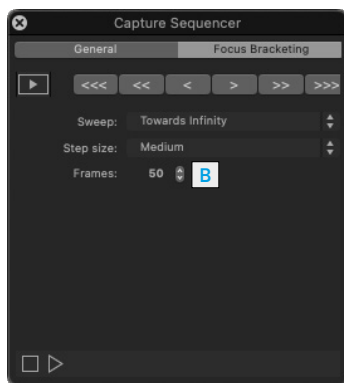 Capture Sequencer
General Focus Bracketing
<<< << < > >> >>>
Sweep: Towards Infinity
Step size: Medium
Frames: 50 B